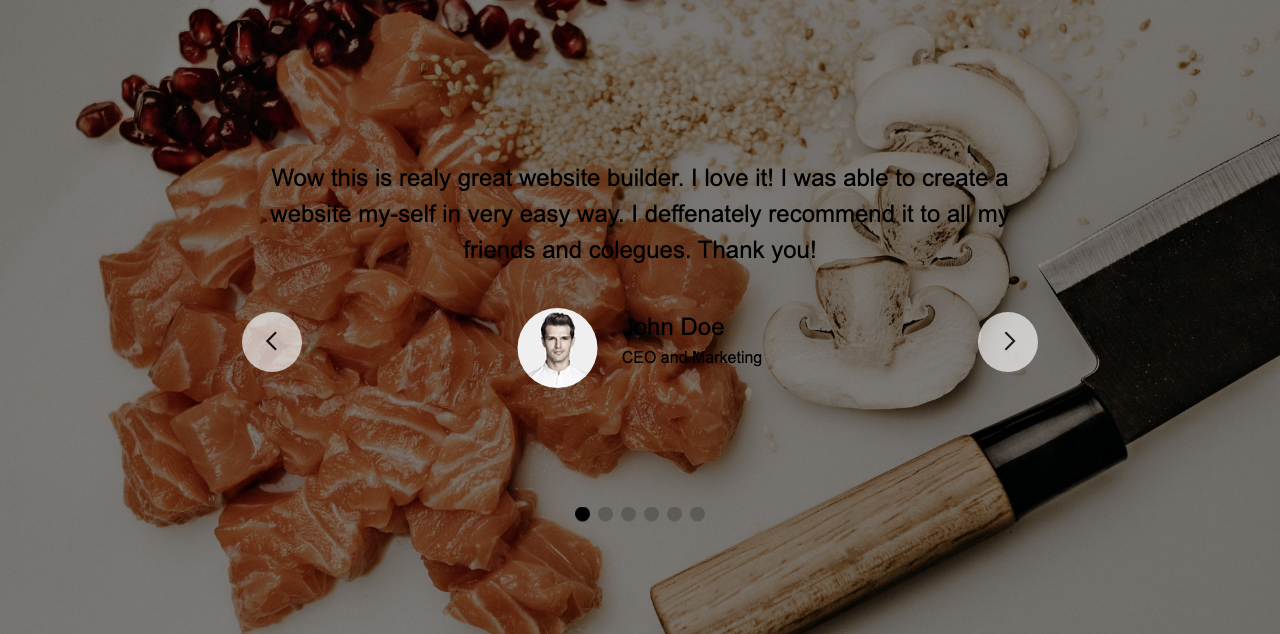 Wow this is realy great website builder. I love it! I was able to create a
website my-self in very easy way. I deffenately recommend it to all my
friends and colegues. Thank you!
John Doe
CEO and Marketing